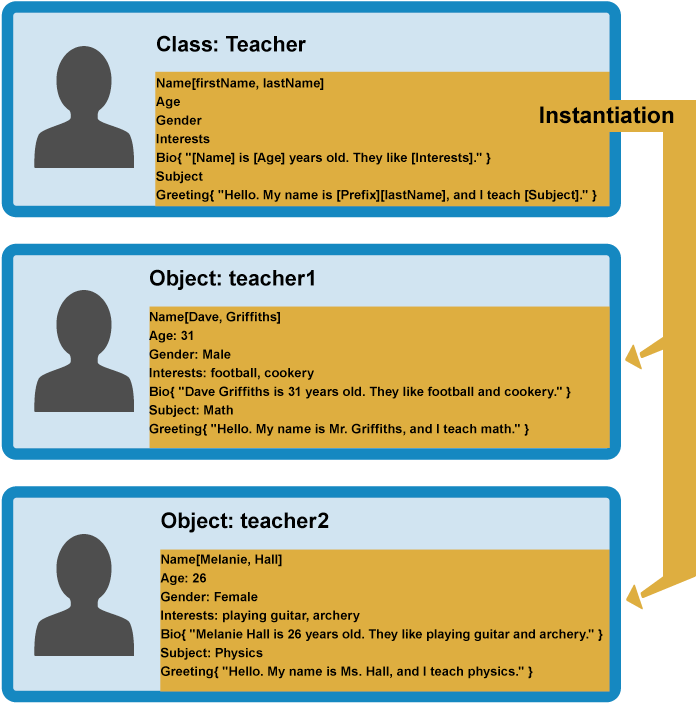 Class: Teacher
Name[firstName, lastName]
Age
Gender
Interests
Bio{ "[Name] is [Age] years old. They like [Interests]." }
Subject
Greeting{ "Hello. My name is [Prefix][lastName], and I teach [Subject]." }
Instantiation
Object: teacher1
Name[Dave, Griffiths]
Age: 31
Gender: Male
Interests: football, cookery
Bio{ "Dave Griffiths is 31 years old. They like football and cookery." }
Subject: Math
Greeting{ "Hello. My name is Mr. Griffiths, and I teach math." }
Object: teacher2
Name[Melanie, Hall]
Age: 26
Gender: Female
Interests: playing guitar, archery
Bio{ "Melanie Hall is 26 years old. They like playing guitar and archery." }
Subject: Physics
Greeting{ "Hello. My name is Ms. Hall, and I teach physics." }